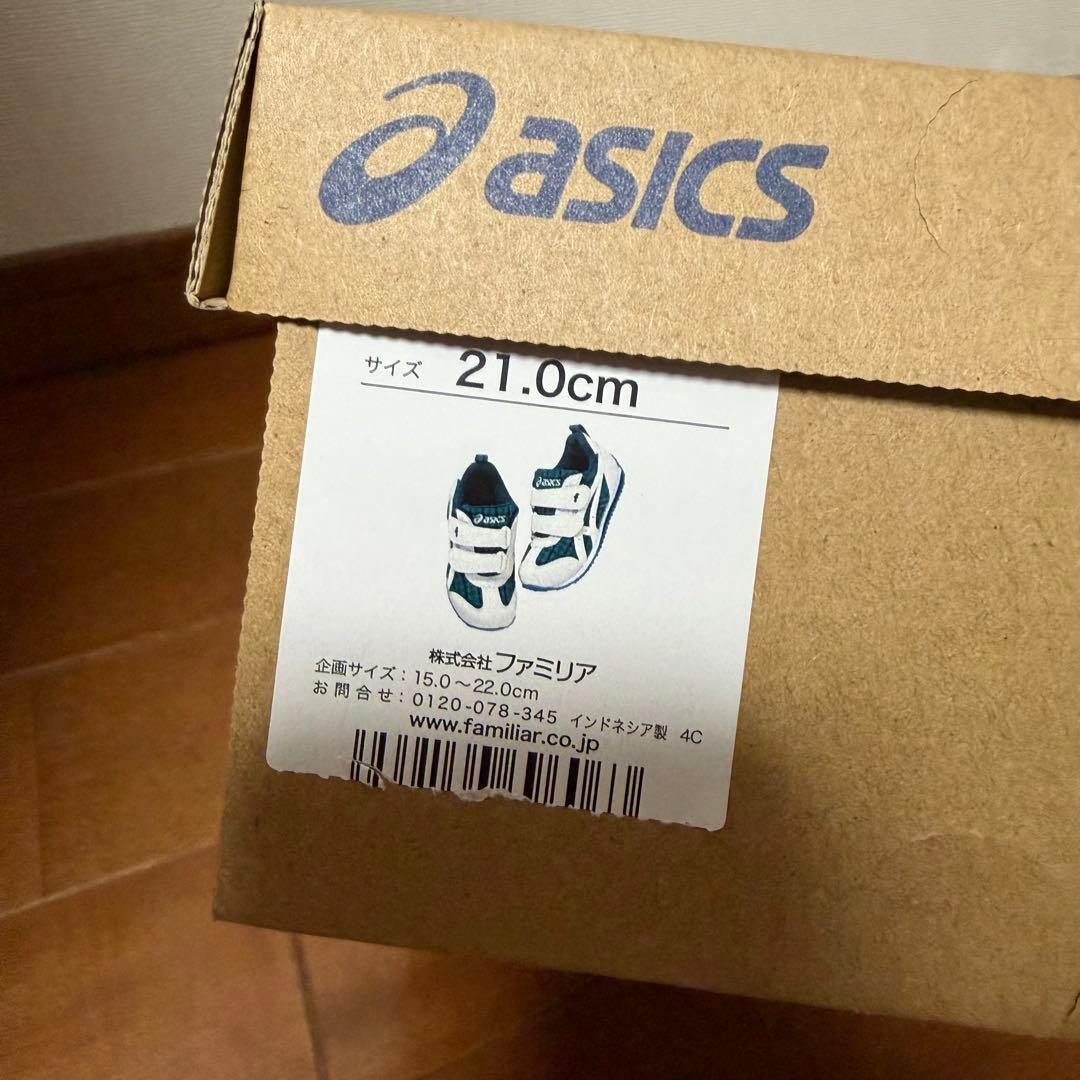 asics
サイズ 21.0cm
asics
asics
株式会社ファミリア
企画サイズ：15.0～22.0cm
お問合せ：0120-078-345 インドネシア製 4C
www.familiar.co.jp